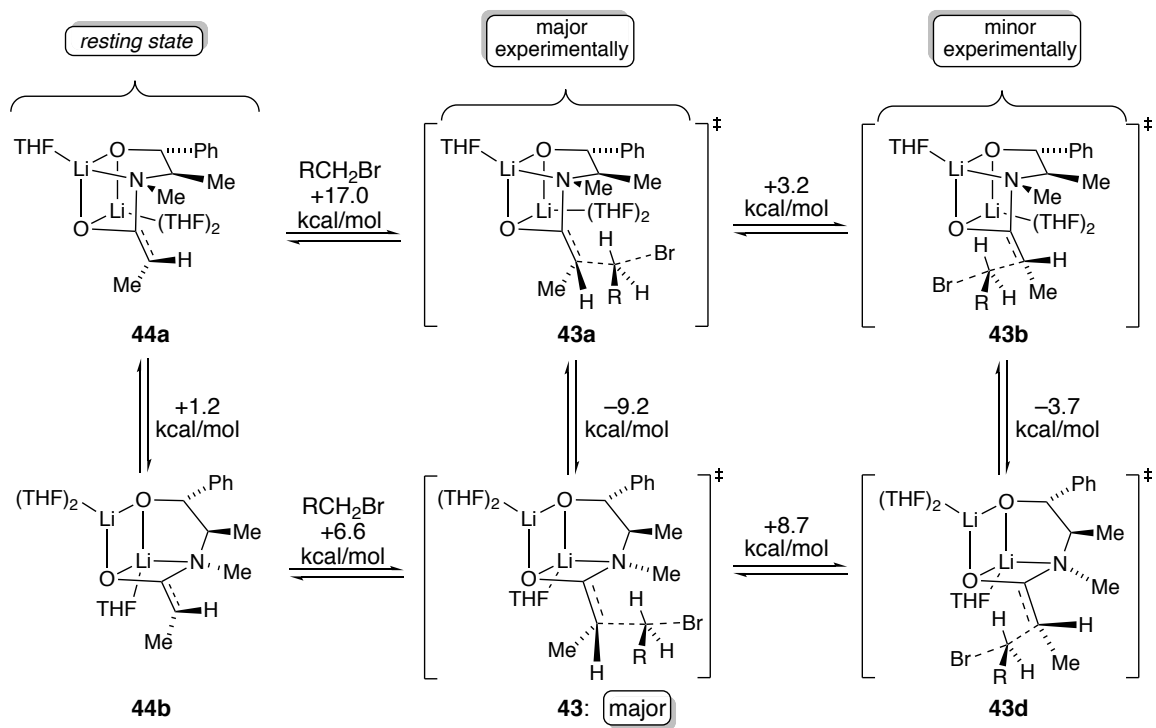 resting state
major
experimentally
minor
experimentally
THF
O
Ph
Li
N
Me
Me
Li
(THF)2
O
H
Me
44a
RCH2Br
+17.0
kcal/mol
‡
THF
O
Ph
Li
N
Me
Me
Li
(THF)2
O
H
Br
Me
H
R
H
43a
+3.2
kcal/mol
‡
THF
O
Ph
Li
N
Me
Me
Li
(THF)2
O
H
H
Br
R
H
Me
43b
+1.2
kcal/mol
–9.2
kcal/mol
–3.7
kcal/mol
(THF)2
O
Ph
Li
Me
Li
N
O
Me
THF
H
Me
44b
RCH2Br
+6.6
kcal/mol
‡
(THF)2
O
Ph
Li
Me
Li
N
O
Me
THF
H
Br
Me
H
R
H
43: major
+8.7
kcal/mol
‡
(THF)2
O
Ph
Li
Me
Li
N
O
Me
THF
H
H
Br
R
H
Me
43d